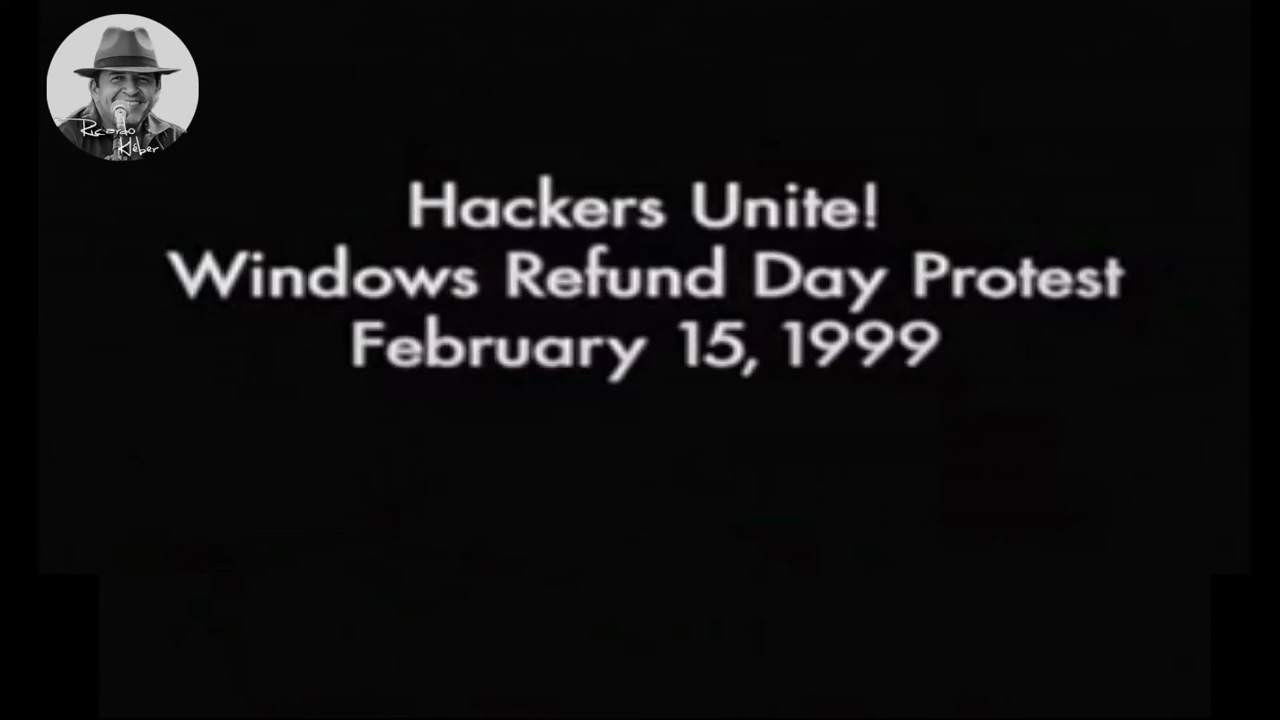 Ricardo
Kléber
Hackers Unite!
Windows Refund Day Protest
February 15, 1999